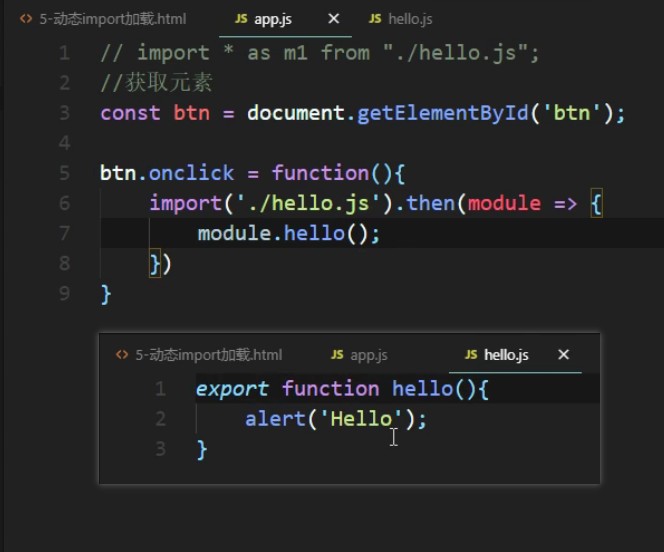 <> 5-动态import加载.html JS app.js × JS hello.js
1 // import * as m1 from "./hello.js";
2 //获取元素
3 const btn = document.getElementById('btn');
4
5 btn.onclick = function(){
6 import('./hello.js').then(module => {
7 module.hello();
8 })
9 }
<> 5-动态import加载.html JS app.js JS hello.js ×
1 export function hello(){
2 alert('Hello');
3 }